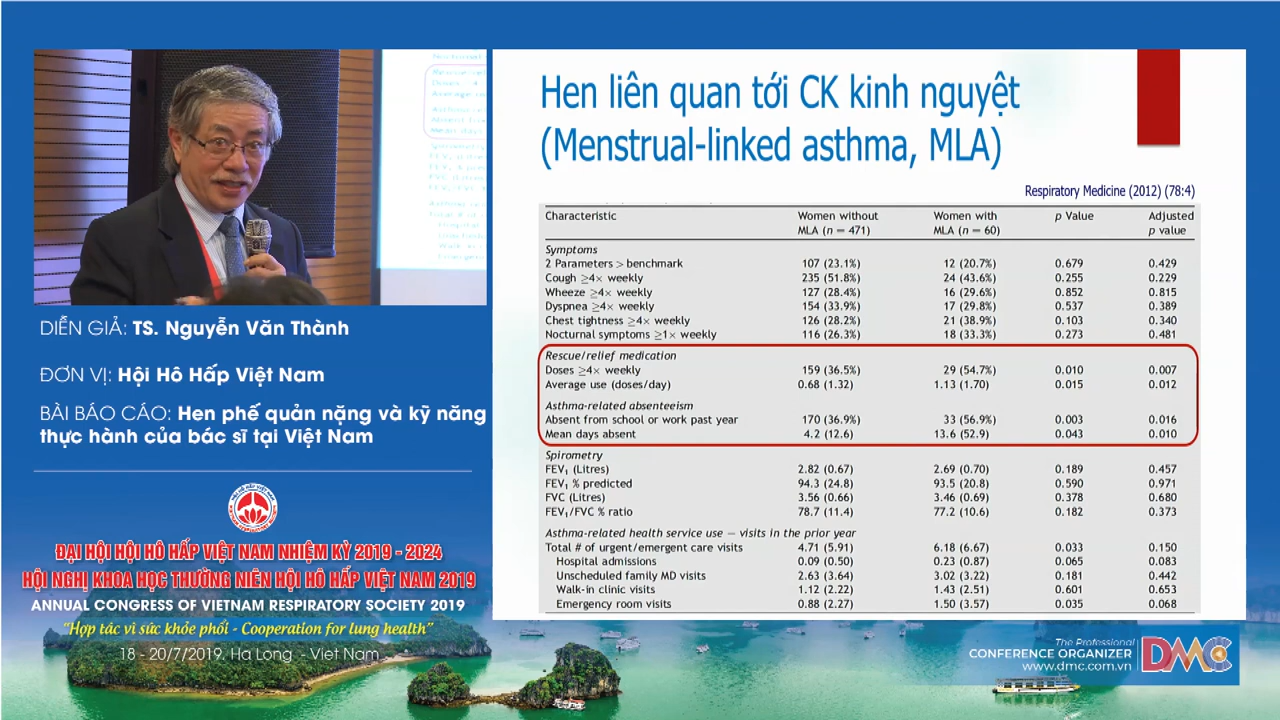 Hen liên quan tới CK kinh nguyệt
(Menstrual-linked asthma, MLA)
Respiratory Medicine (2012) (78:4)
Characteristic Women without MLA (n = 471) Women with MLA (n = 60) p Value Adjusted p value
Symptoms
2 Parameters > benchmark 107 (23.1%) 12 (20.7%) 0.679 0.429
Cough ≥4× weekly 235 (51.8%) 24 (43.6%) 0.255 0.229
Wheeze ≥4× weekly 127 (28.4%) 16 (29.6%) 0.852 0.815
Dyspnea ≥4× weekly 154 (33.9%) 17 (29.8%) 0.537 0.389
Chest tightness ≥4× weekly 126 (28.2%) 21 (38.9%) 0.103 0.340
Nocturnal symptoms ≥1× weekly 116 (26.3%) 18 (33.3%) 0.273 0.481
Rescue/relief medication
Doses ≥4× weekly 159 (36.5%) 29 (54.7%) 0.010 0.007
Average use (doses/day) 0.68 (1.32) 1.13 (1.70) 0.015 0.012
Asthma-related absenteeism
Absent from school or work past year 170 (36.9%) 33 (56.9%) 0.003 0.016
Mean days absent 4.2 (12.6) 13.6 (52.9) 0.043 0.010
Spirometry
FEV₁ (Litres) 2.82 (0.67) 2.69 (0.70) 0.189 0.457
FEV₁ % predicted 94.3 (24.8) 93.5 (20.8) 0.590 0.971
FVC (Litres) 3.56 (0.66) 3.46 (0.69) 0.378 0.680
FEV₁/FVC % ratio 78.7 (11.4) 77.2 (10.6) 0.182 0.373
Asthma-related health service use – visits in the prior year
Total # of urgent/emergent care visits 4.71 (5.91) 6.18 (6.67) 0.033 0.150
Hospital admissions 0.09 (0.50) 0.23 (0.87) 0.065 0.083
Unscheduled family MD visits 2.63 (3.64) 3.02 (3.22) 0.181 0.442
Walk-in clinic visits 1.12 (2.22) 1.43 (2.51) 0.601 0.653
Emergency room visits 0.88 (2.27) 1.50 (3.57) 0.035 0.068
DIỄN GIẢ: TS. Nguyễn Văn Thành
ĐƠN VỊ: Hội Hô Hấp Việt Nam
BÀI BÁO CÁO: Hen phế quản nặng và kỹ năng
thực hành của bác sĩ tại Việt Nam
ĐẠI HỘI HỘI HÔ HẤP VIỆT NAM NHIỆM KỲ 2019 - 2024
HỘI NGHỊ KHOA HỌC THƯỜNG NIÊN HỘI HÔ HẤP VIỆT NAM 2019
ANNUAL CONGRESS OF VIETNAM RESPIRATORY SOCIETY 2019
“Hợp tác vì sức khỏe phổi - Cooperation for lung health”
18 - 20/7/2019. Ha Long - Viet Nam
The Professional
CONFERENCE ORGANIZER
www.dmc.com.vn
DMC